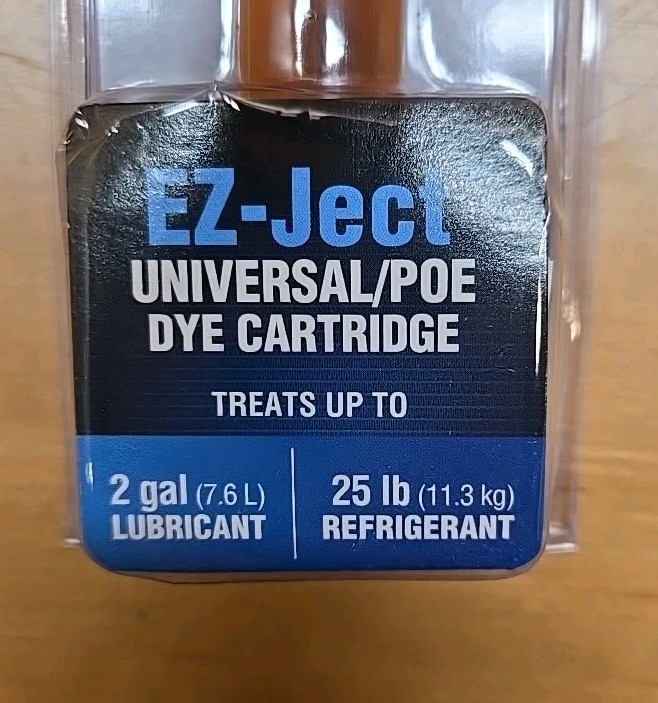 EZ-Ject
UNIVERSAL/POE
DYE CARTRIDGE
TREATS UP TO
2 gal (7.6 L)
LUBRICANT
25 lb (11.3 kg)
REFRIGERANT